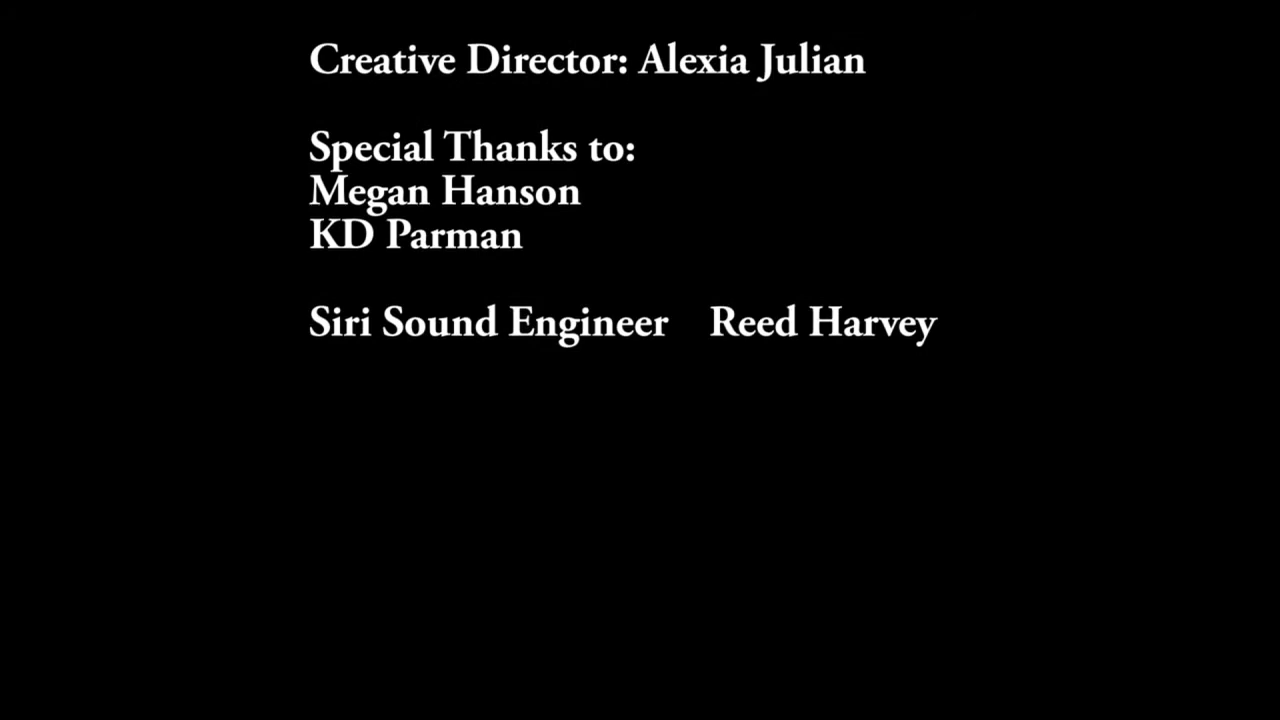 Creative Director: Alexia Julian
Special Thanks to:
Megan Hanson
KD Parman
Siri Sound Engineer    Reed Harvey